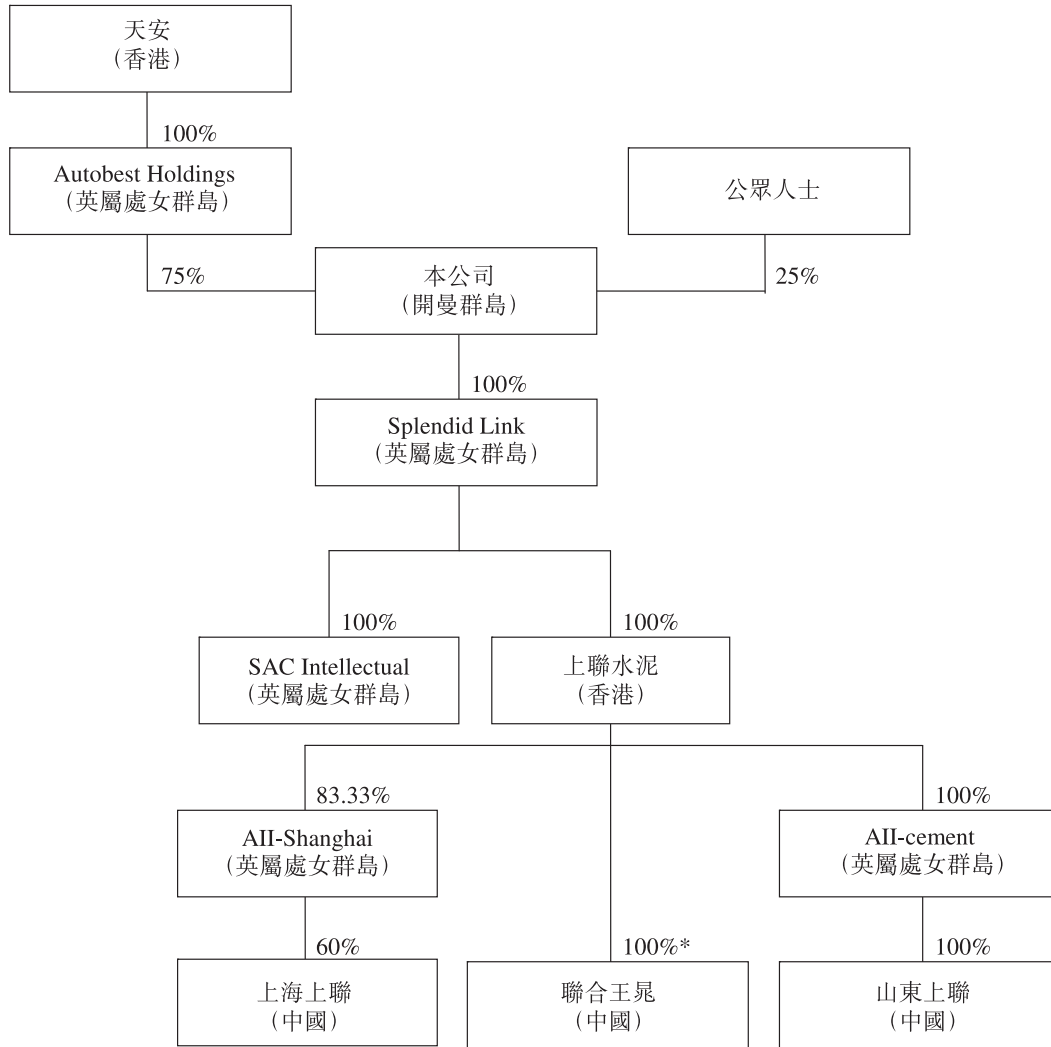 天安
（香港）
100%
Autobest Holdings
（英屬處女群島）
公眾人士
75%
本公司
（開曼群島）
25%
100%
Splendid Link
（英屬處女群島）
100%
100%
SAC Intellectual
（英屬處女群島）
上聯水泥
（香港）
83.33%
100%
AII-Shanghai
（英屬處女群島）
AII-cement
（英屬處女群島）
60%
100%*
100%
上海上聯
（中國）
聯合王晁
（中國）
山東上聯
（中國）